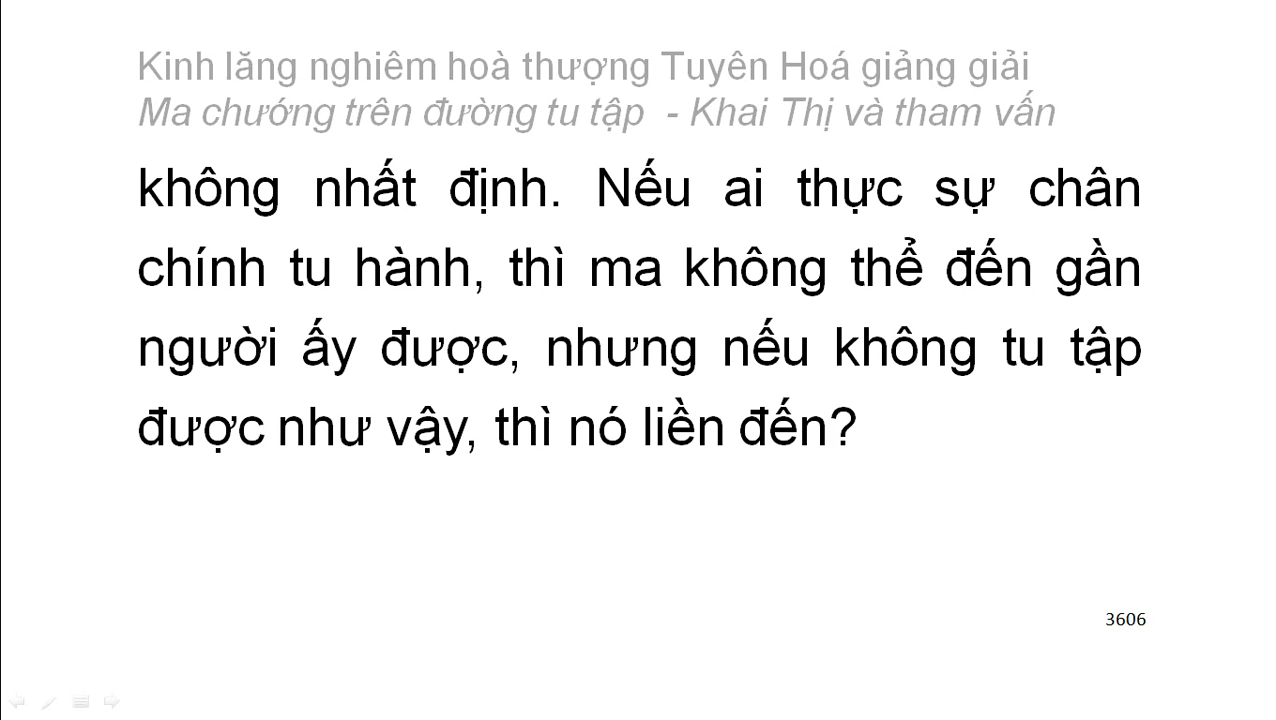 Kinh lăng nghiêm hoà thượng Tuyên Hoá giảng giải
Ma chướng trên đường tu tập - Khai Thị và tham vấn
không nhất định. Nếu ai thực sự chân
chính tu hành, thì ma không thể đến gần
người ấy được, nhưng nếu không tu tập
được như vậy, thì nó liền đến?
3606